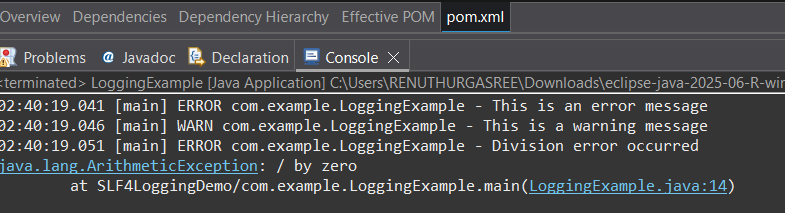 Overview Dependencies Dependency Hierarchy Effective POM pom.xml
Problems @ Javadoc Declaration Console
<terminated> LoggingExample [Java Application] C:\Users\RENUTHURGASREE\Downloads\eclipse-java-2025-06-R-win
02:40:19.041 [main] ERROR com.example.LoggingExample - This is an error message
02:40:19.046 [main] WARN com.example.LoggingExample - This is a warning message
02:40:19.051 [main] ERROR com.example.LoggingExample - Division error occurred
java.lang.ArithmeticException: / by zero
at SLF4LoggingDemo/com.example.LoggingExample.main(LoggingExample.java:14)